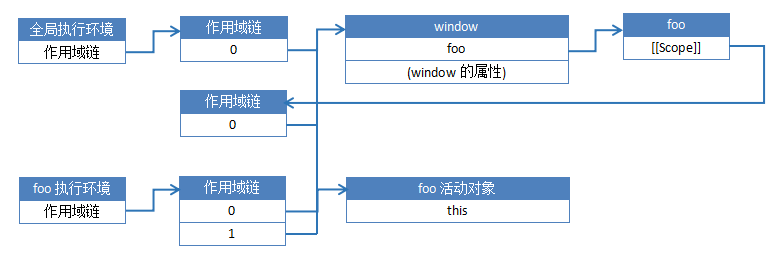 全局执行环境
作用域链
作用域链
0
window
foo
(window 的属性)
foo
[[Scope]]
作用域链
0
foo 执行环境
作用域链
作用域链
0
1
foo 活动对象
this